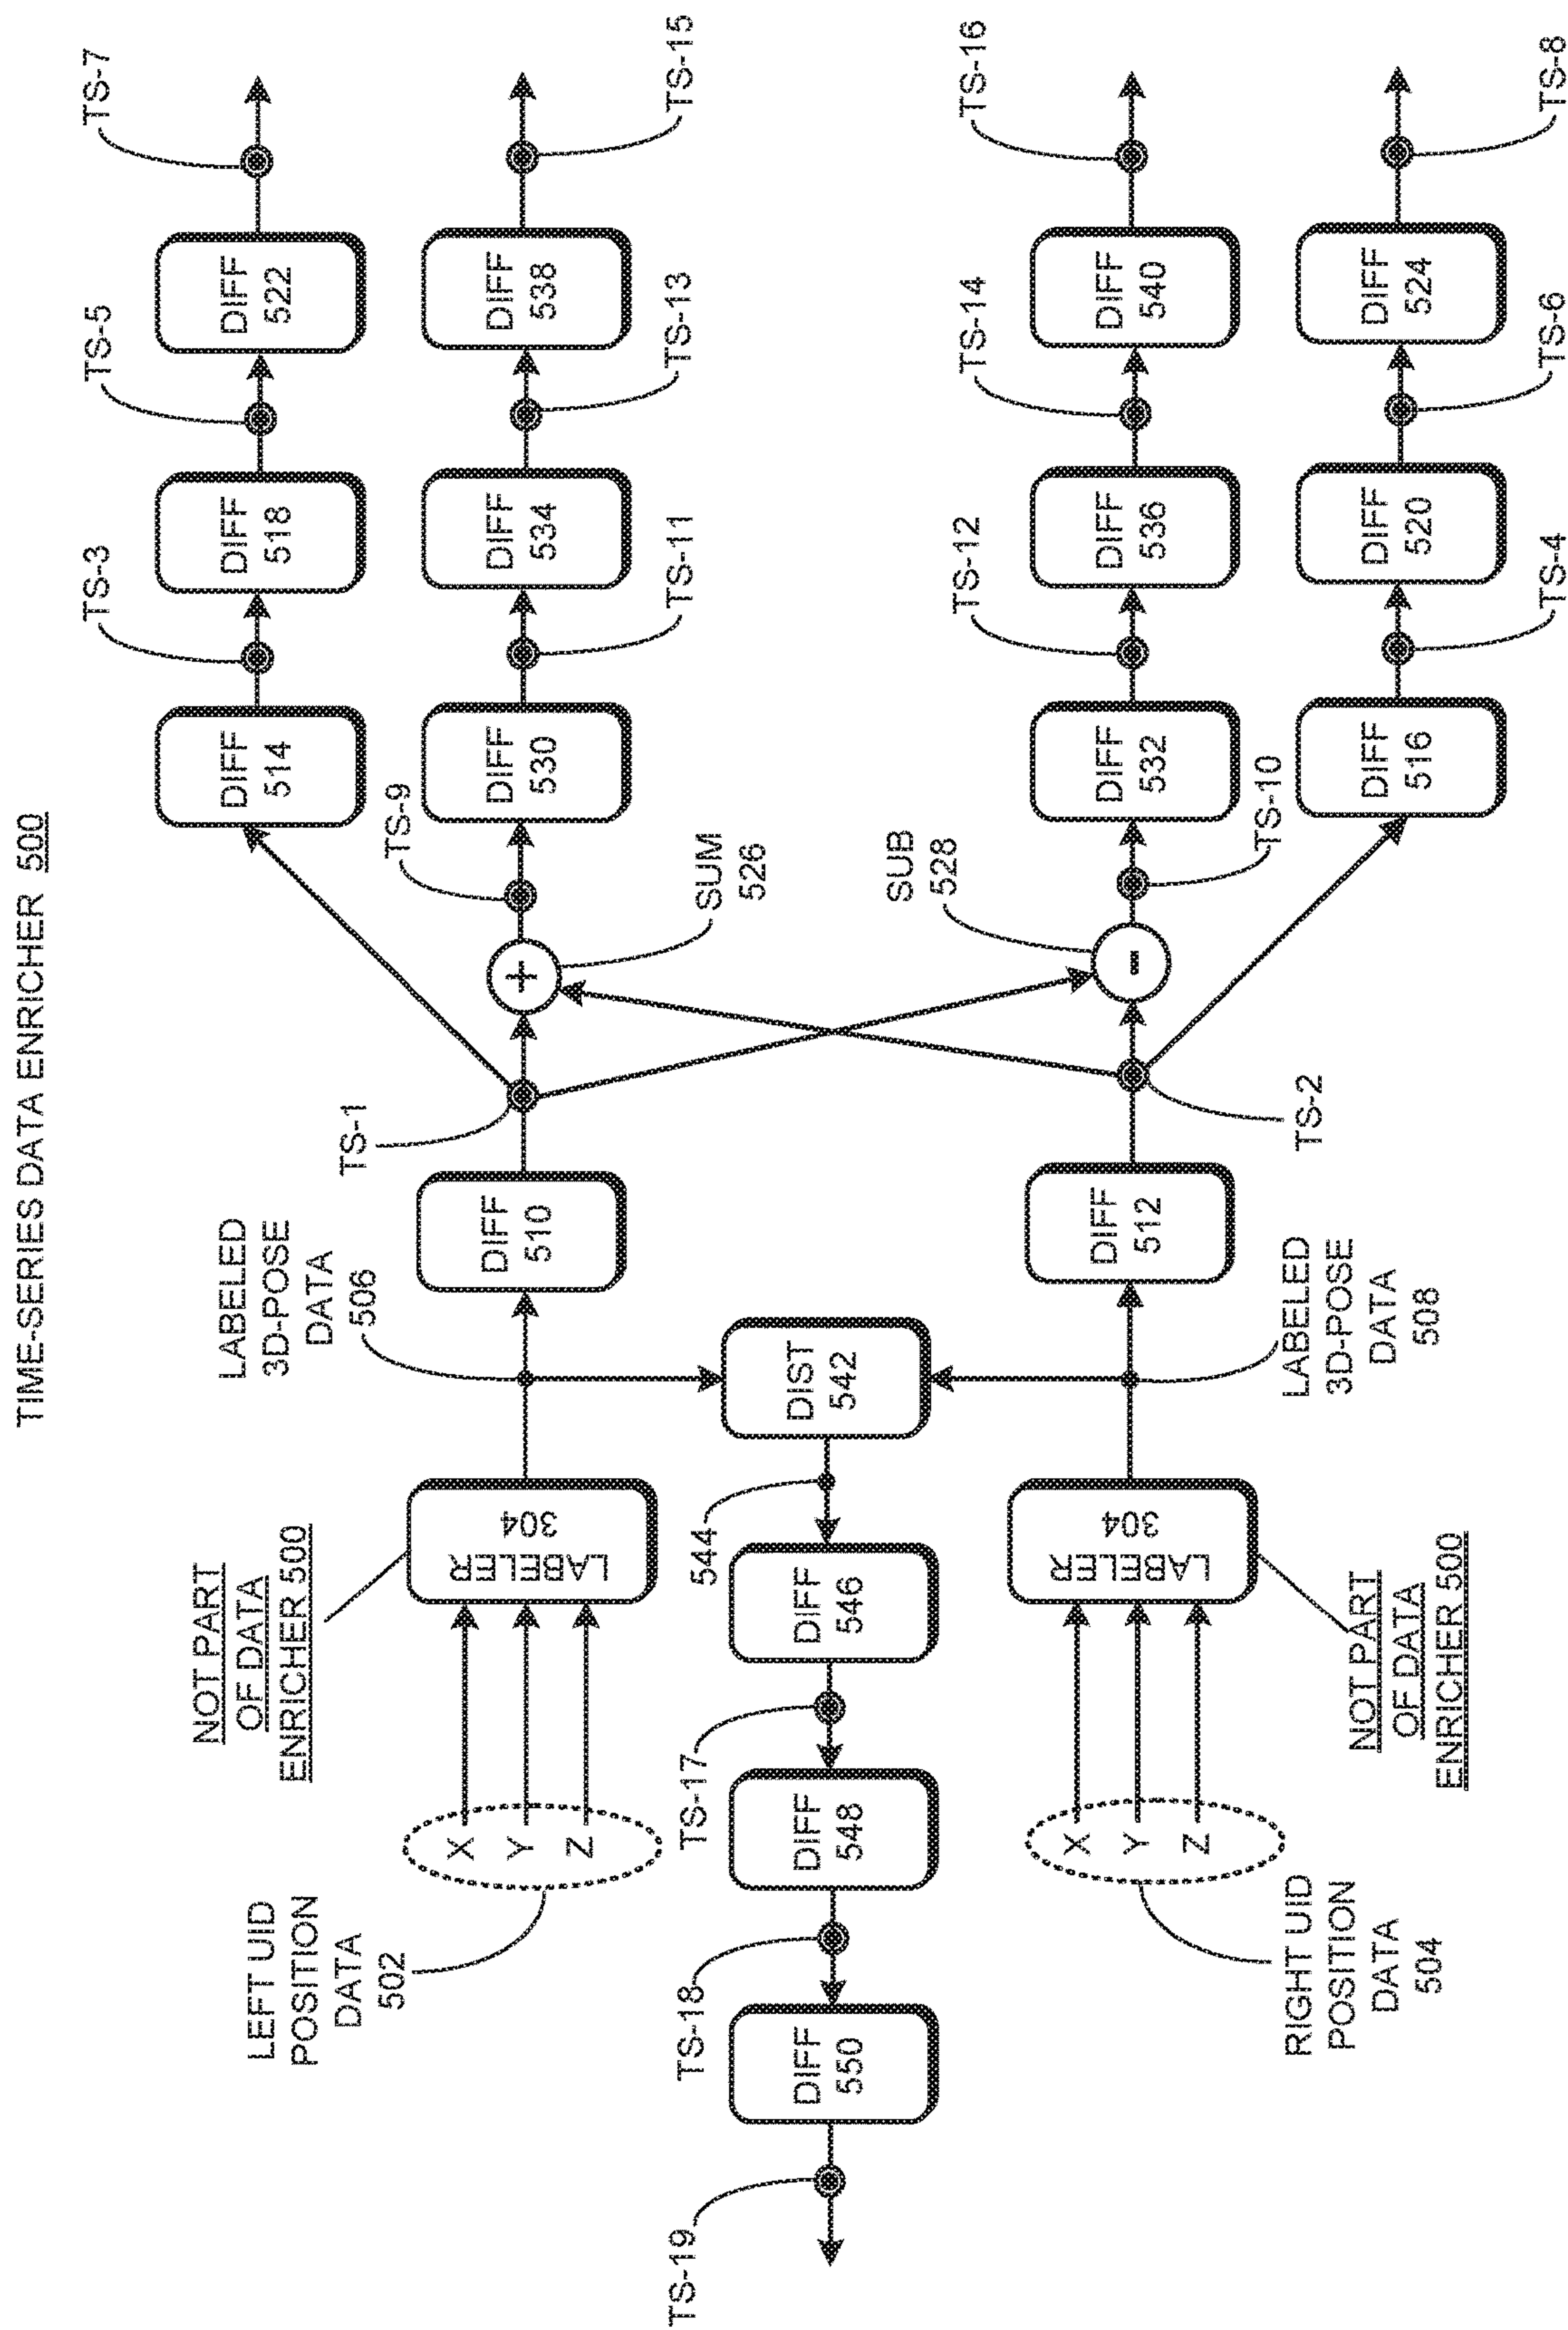 TIME-SERIES DATA ENRICHER 500
LEFT UID
POSITION
DATA
502
X
Y
Z
NOT PART
OF DATA
ENRICHER 500
LABELER
304
LABELED
3D-POSE
DATA
506
DIFF
510
TS-1
SUM
526
+
TS-9
DIFF
514
TS-3
DIFF
518
TS-5
DIFF
522
TS-7
DIFF
530
TS-11
DIFF
534
TS-13
DIFF
538
TS-15
TS-19
DIFF
550
TS-18
DIFF
548
TS-17
DIFF
546
544
DIST
542
RIGHT UID
POSITION
DATA
504
X
Y
Z
NOT PART
OF DATA
ENRICHER 500
LABELER
304
LABELED
3D-POSE
DATA
508
DIFF
512
TS-2
SUB
528
-
TS-10
DIFF
532
TS-12
DIFF
536
TS-14
DIFF
540
TS-16
DIFF
516
TS-4
DIFF
520
TS-6
DIFF
524
TS-8